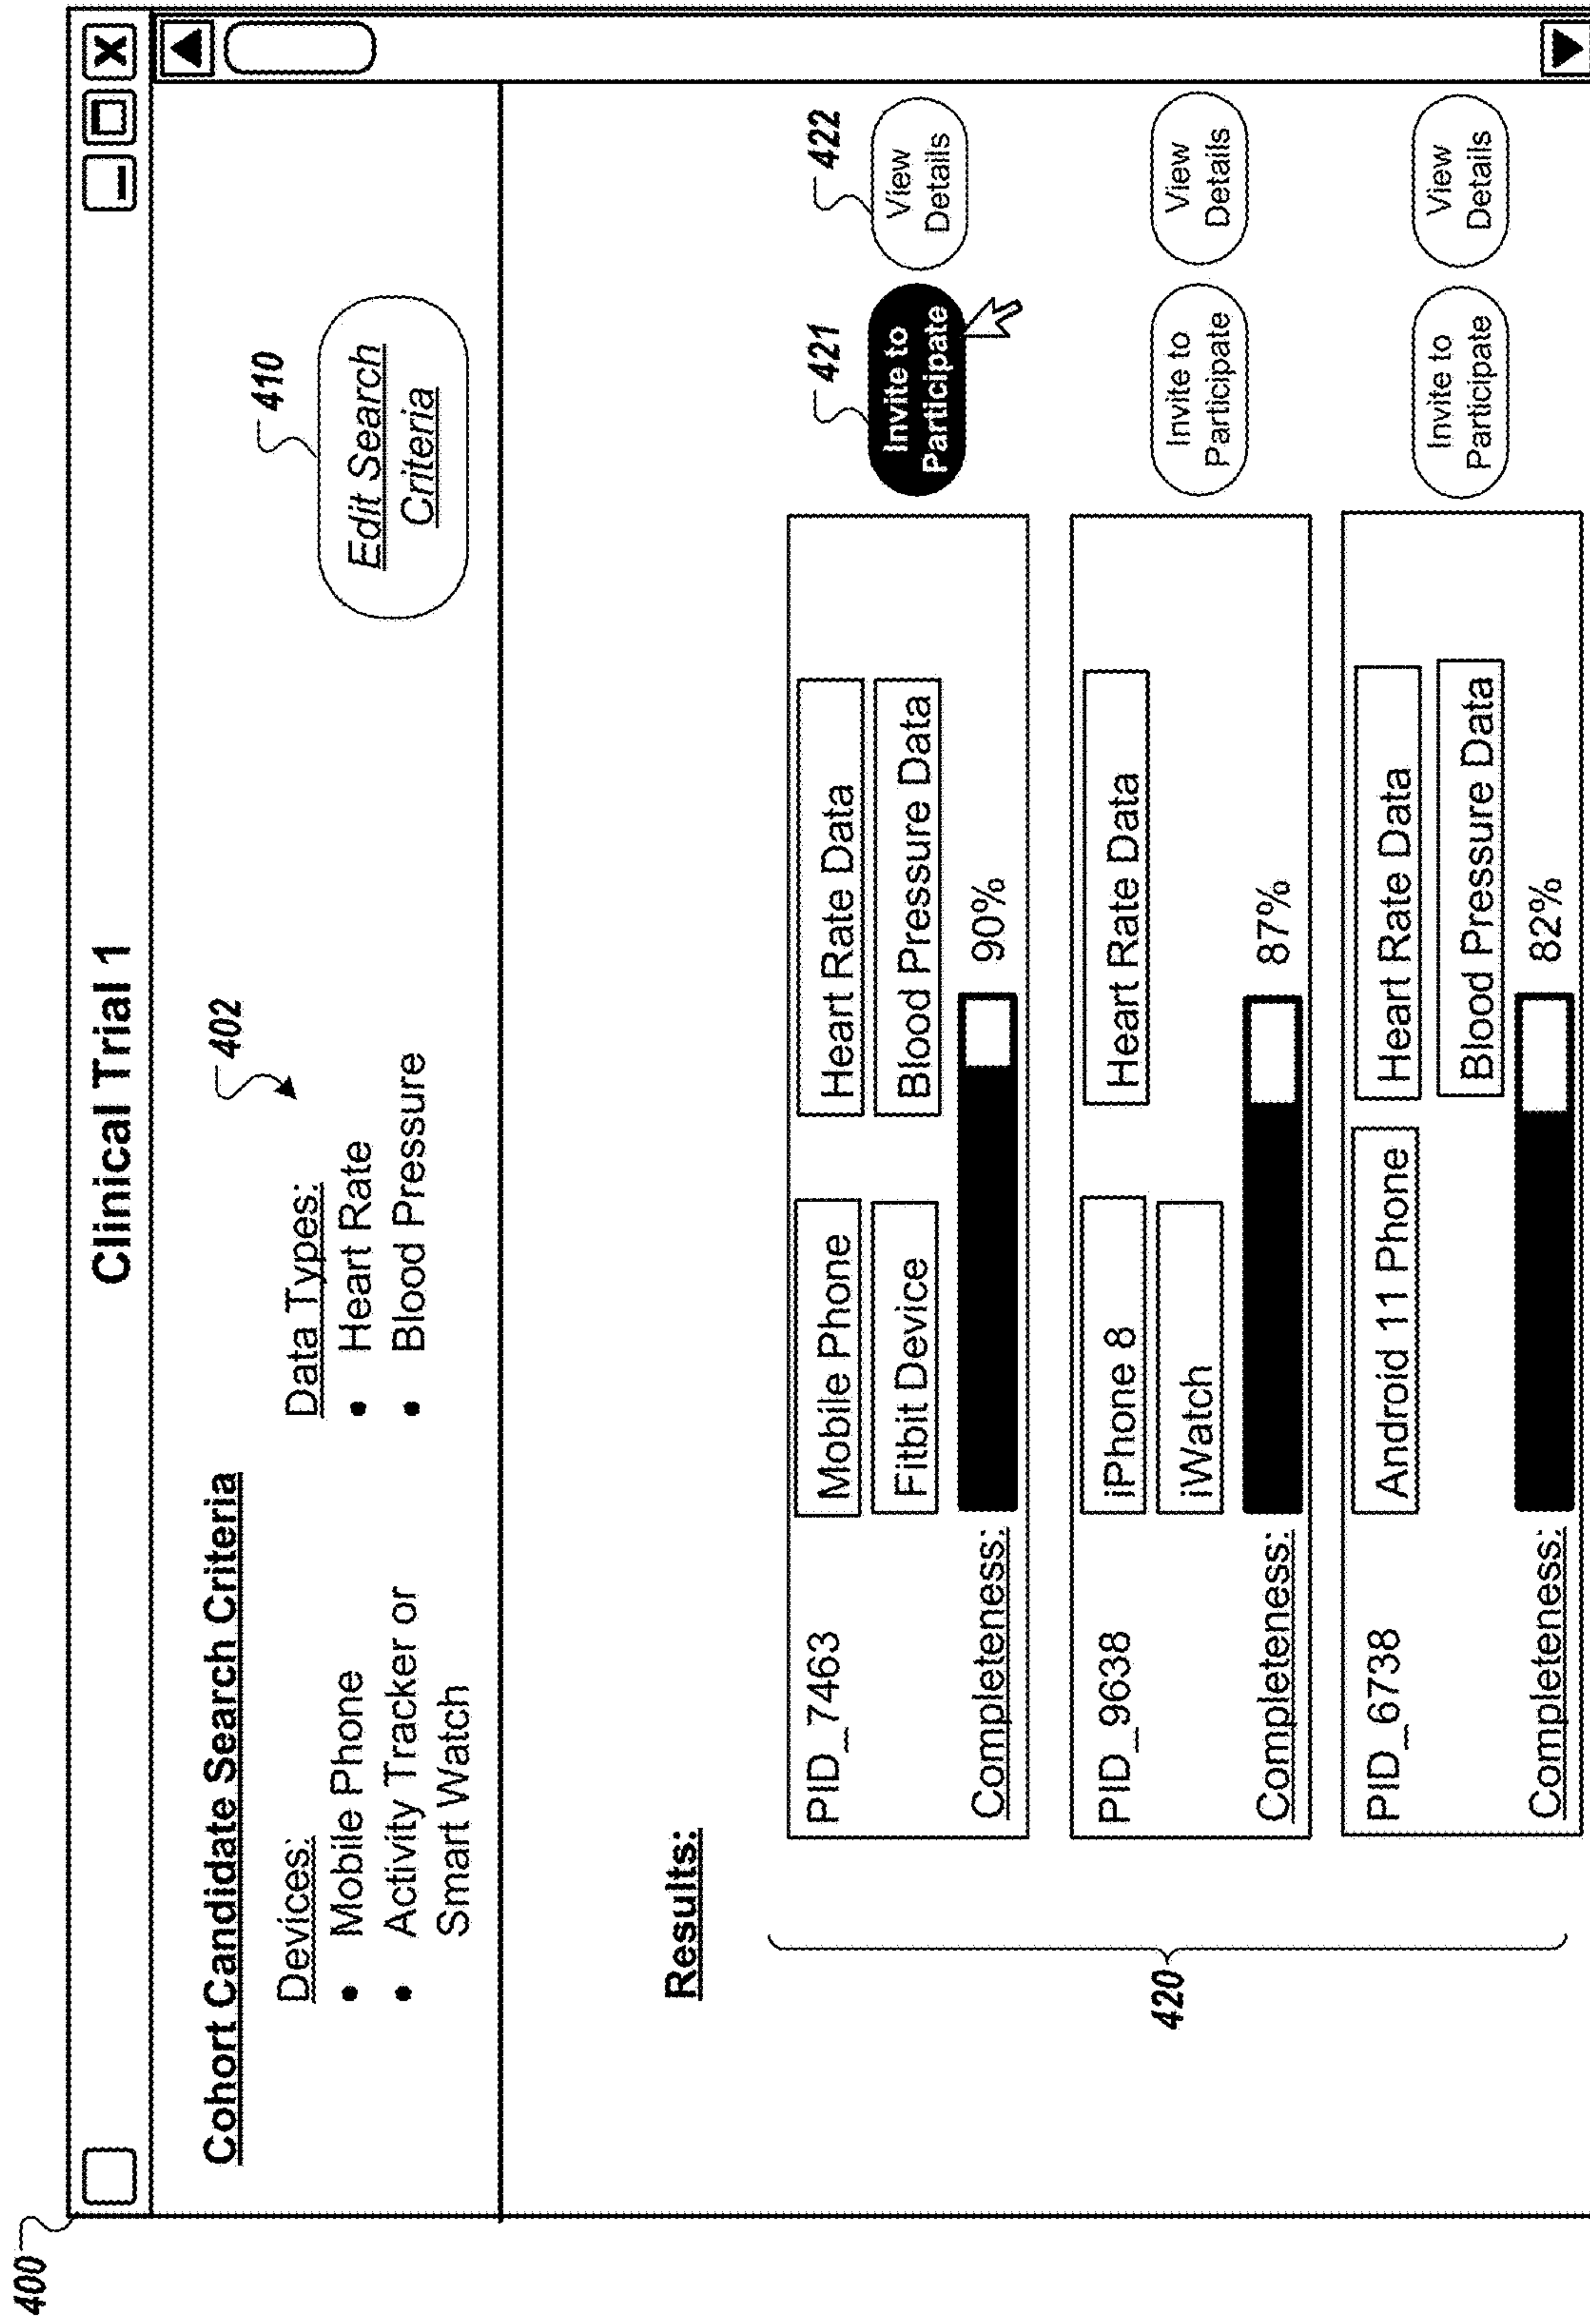 400
Clinical Trial 1
X
Cohort Candidate Search Criteria
402
Devices:
• Mobile Phone
• Activity Tracker or
Smart Watch
Data Types:
• Heart Rate
• Blood Pressure
410
Edit Search
Criteria
Results:
420
421
422
PID_7463
Mobile Phone
Heart Rate Data
Fitbit Device
Blood Pressure Data
Completeness:
90%
Invite to
Participate
View
Details
PID_9638
iPhone 8
Heart Rate Data
iWatch
Completeness:
87%
Invite to
Participate
View
Details
PID_6738
Android 11 Phone
Heart Rate Data
Blood Pressure Data
Completeness:
82%
Invite to
Participate
View
Details